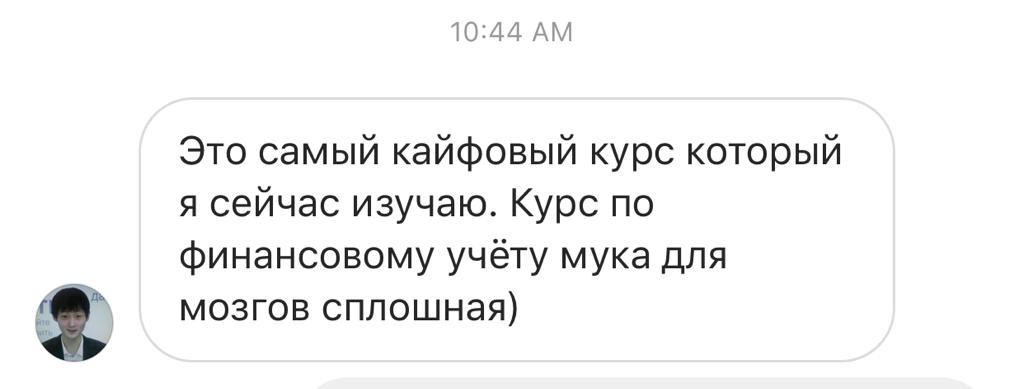 10:44 AM
Это самый кайфовый курс который
я сейчас изучаю. Курс по
финансовому учёту мука для
мозгов сплошная)